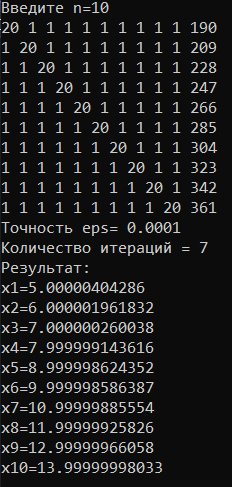 Введите n=10
20 1 1 1 1 1 1 1 1 1 190
1 20 1 1 1 1 1 1 1 1 209
1 1 20 1 1 1 1 1 1 1 228
1 1 1 20 1 1 1 1 1 1 247
1 1 1 1 20 1 1 1 1 1 266
1 1 1 1 1 20 1 1 1 1 285
1 1 1 1 1 1 20 1 1 1 304
1 1 1 1 1 1 1 20 1 1 323
1 1 1 1 1 1 1 1 20 1 342
1 1 1 1 1 1 1 1 1 20 361
Точность eps= 0.0001
Количество итераций = 7
Результат:
x1=5.00000404286
x2=6.000001961832
x3=7.000000260038
x4=7.999999143616
x5=8.999998624352
x6=9.999998586387
x7=10.99999885554
x8=11.99999925826
x9=12.99999966058
x10=13.99999998033